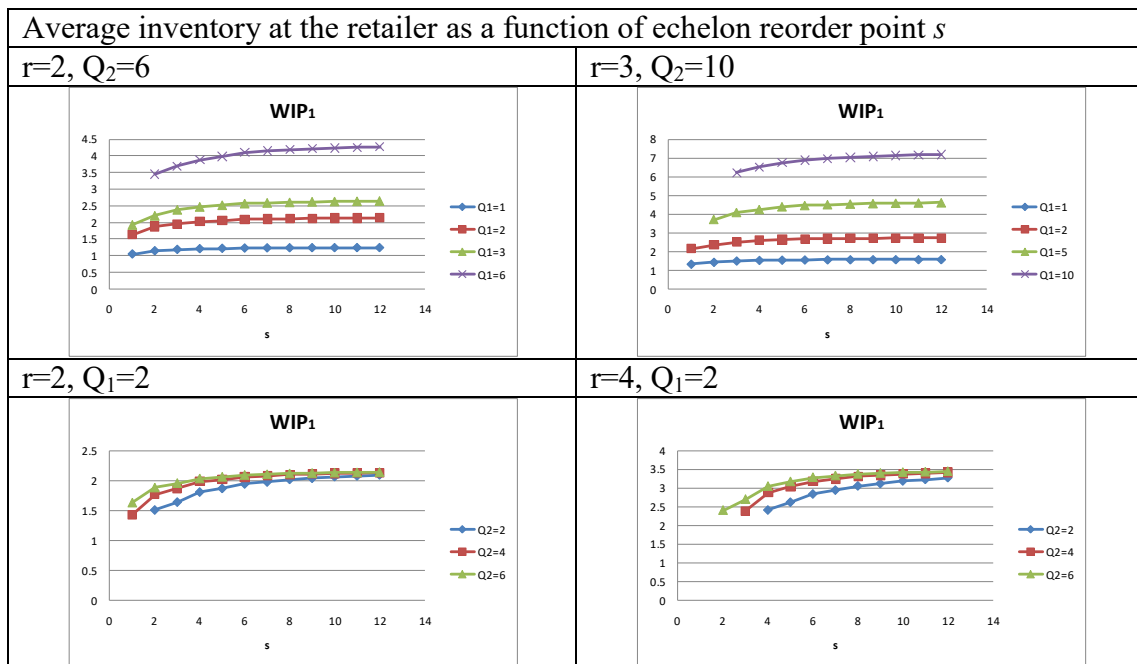 Average inventory at the retailer as a function of echelon reorder point s
r=2, Q₂=6
r=3, Q₂=10
WIP₁
4.5
4
3.5
3
2.5
2
1.5
1
0.5
0
0 2 4 6 8 10 12 14
s
Q1=1
Q1=2
Q1=3
Q1=6
WIP₁
8
7
6
5
4
3
2
1
0
0 2 4 6 8 10 12 14
s
Q1=1
Q1=2
Q1=5
Q1=10
r=2, Q₁=2
r=4, Q₁=2
WIP₁
2.5
2
1.5
1
0.5
0
0 2 4 6 8 10 12 14
s
Q2=2
Q2=4
Q2=6
WIP₁
4
3.5
3
2.5
2
1.5
1
0.5
0
0 2 4 6 8 10 12 14
s
Q2=2
Q2=4
Q2=6